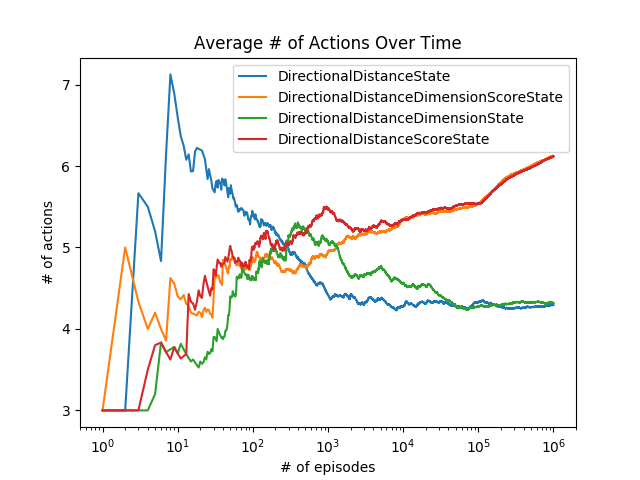 Average # of Actions Over Time
DirectionalDistanceState
DirectionalDistanceDimensionScoreState
DirectionalDistanceDimensionState
DirectionalDistanceScoreState
# of actions
7
6
5
4
3
10⁰ 10¹ 10² 10³ 10⁴ 10⁵ 10⁶
# of episodes